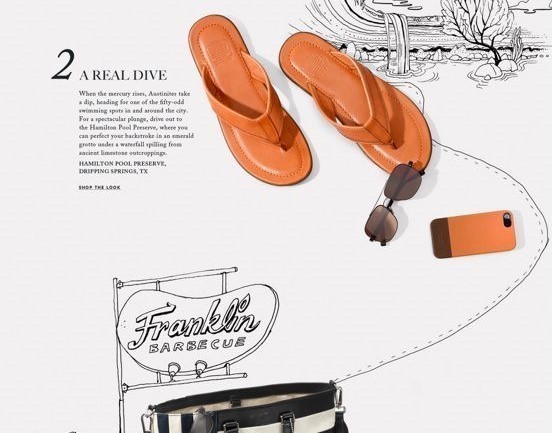 2 A REAL DIVE
When the mercury rises, Austinites take
a dip, heading for one of the fifty-odd
swimming spots in and around the city.
For a spectacular plunge, drive out to
the Hamilton Pool Preserve, where you
can perfect your backstroke in an emerald
grotto under a waterfall spilling from
ancient limestone outcroppings.
HAMILTON POOL PRESERVE,
DRIPPING SPRINGS, TX
SHOP THE LOOK
Franklin
BARBECUE